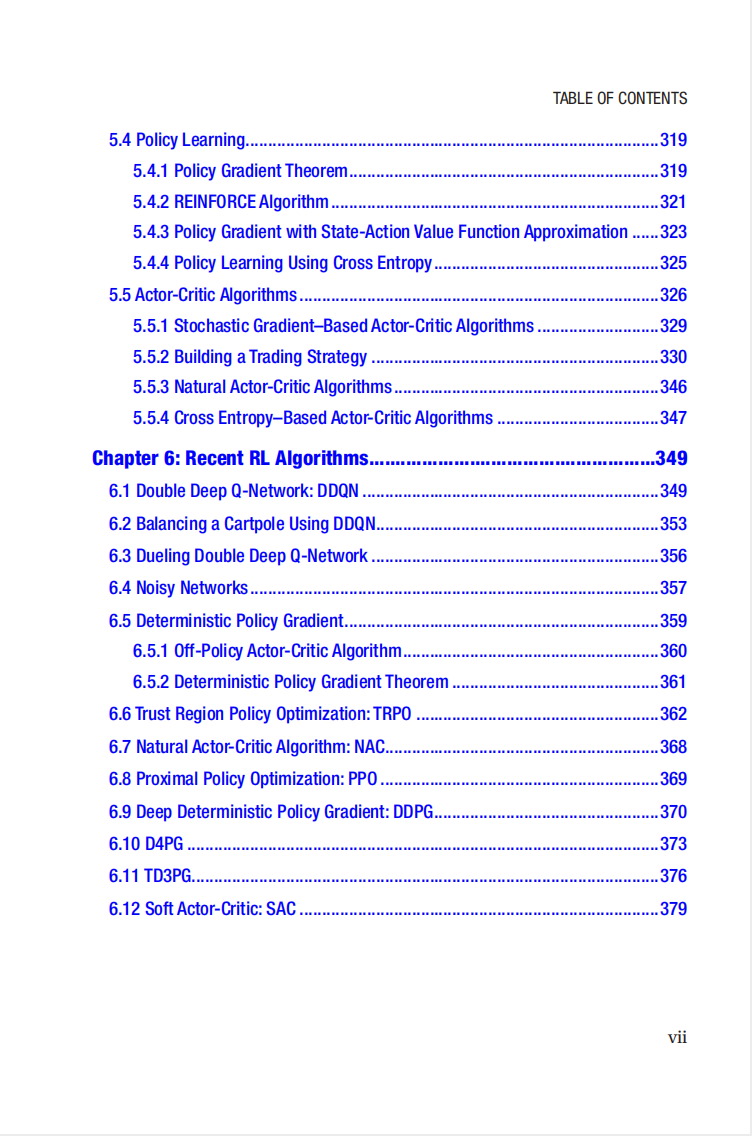 TABLE OF CONTENTS
5.4 Policy Learning............................................................................................319
5.4.1 Policy Gradient Theorem.....................................................................319
5.4.2 REINFORCE Algorithm.........................................................................321
5.4.3 Policy Gradient with State-Action Value Function Approximation ......323
5.4.4 Policy Learning Using Cross Entropy..................................................325
5.5 Actor-Critic Algorithms................................................................................326
5.5.1 Stochastic Gradient–Based Actor-Critic Algorithms ...........................329
5.5.2 Building a Trading Strategy ................................................................330
5.5.3 Natural Actor-Critic Algorithms...........................................................346
5.5.4 Cross Entropy–Based Actor-Critic Algorithms ....................................347
Chapter 6: Recent RL Algorithms....................................................349
6.1 Double Deep Q-Network: DDQN ..................................................................349
6.2 Balancing a Cartpole Using DDQN...............................................................353
6.3 Dueling Double Deep Q-Network ................................................................356
6.4 Noisy Networks...........................................................................................357
6.5 Deterministic Policy Gradient......................................................................359
6.5.1 Off-Policy Actor-Critic Algorithm.........................................................360
6.5.2 Deterministic Policy Gradient Theorem ..............................................361
6.6 Trust Region Policy Optimization: TRPO ......................................................362
6.7 Natural Actor-Critic Algorithm: NAC.............................................................368
6.8 Proximal Policy Optimization: PPO ..............................................................369
6.9 Deep Deterministic Policy Gradient: DDPG..................................................370
6.10 D4PG .........................................................................................................373
6.11 TD3PG........................................................................................................376
6.12 Soft Actor-Critic: SAC ................................................................................379
vii